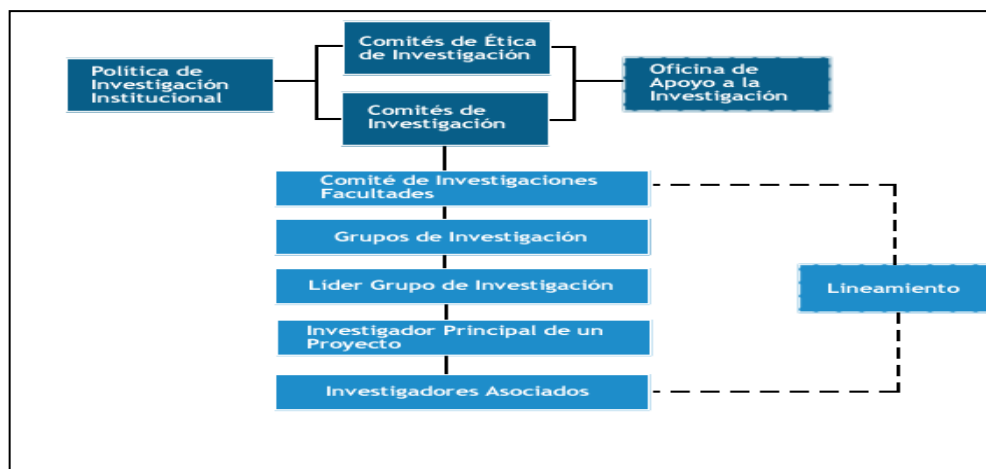 Comités de Ética
de Investigación
Política de
Investigación
Institucional
Oficina de
Apoyo a la
Investigación
Comités de
Investigación
Comité de Investigaciones
Facultades
Grupos de Investigación
Líder Grupo de Investigación
Lineamiento
Investigador Principal de un
Proyecto
Investigadores Asociados